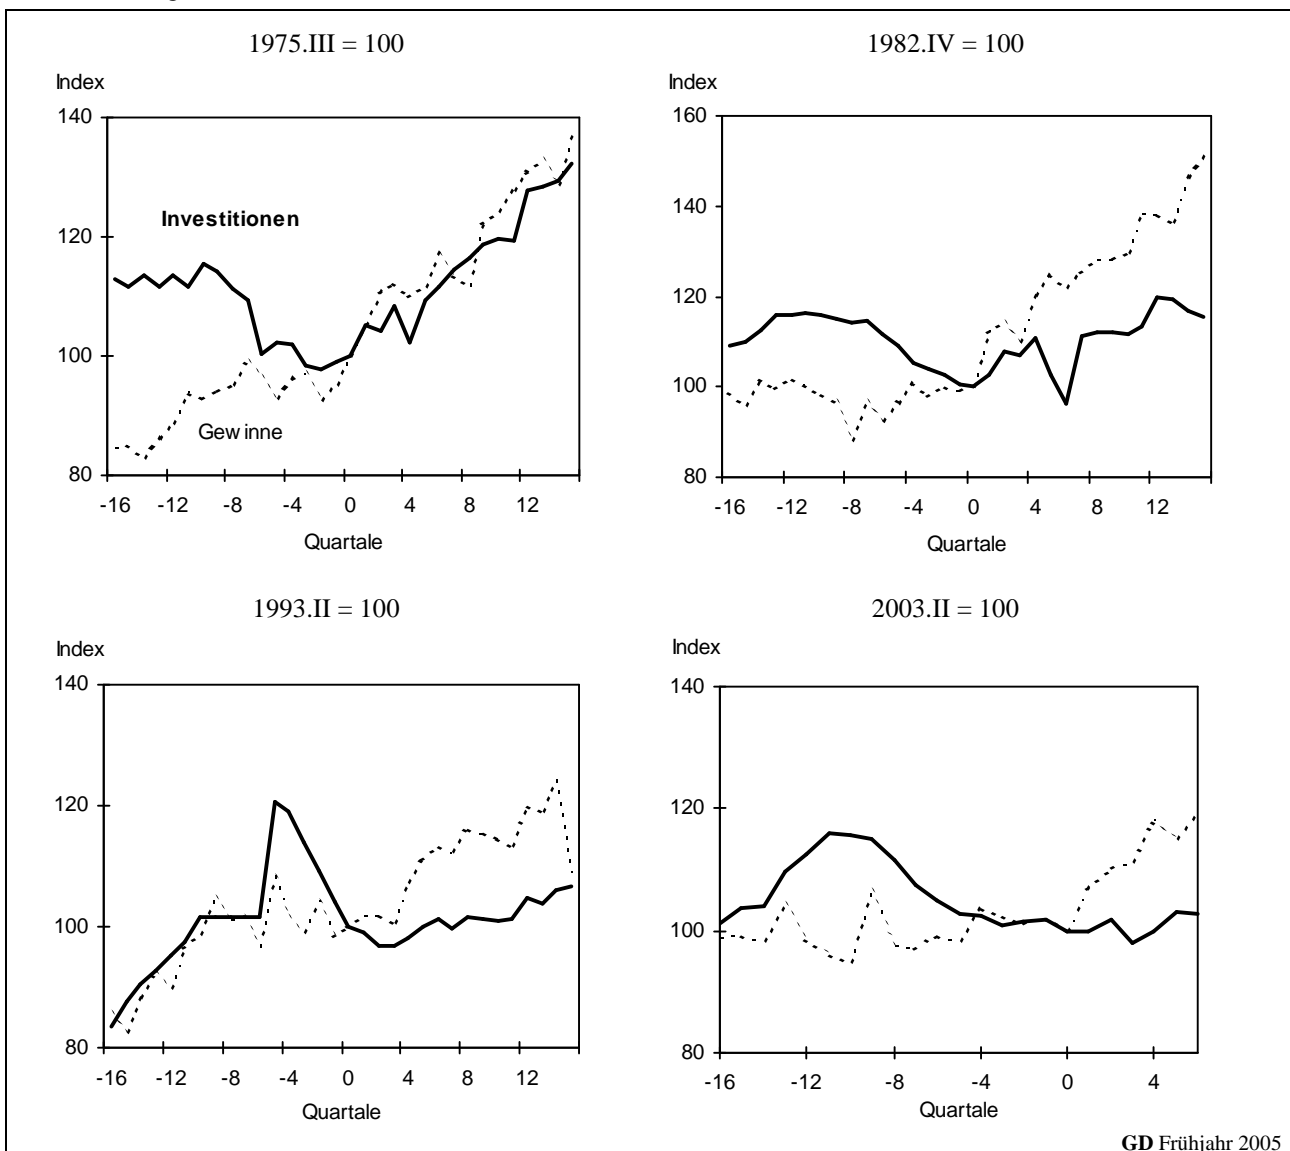 1975.III = 100
Index
140
120
100
80
Investitionen
Gewinne
-16 -12 -8 -4 0 4 8 12
Quartale
1982.IV = 100
Index
160
140
120
100
80
-16 -12 -8 -4 0 4 8 12
Quartale
1993.II = 100
Index
140
120
100
80
-16 -12 -8 -4 0 4 8 12
Quartale
2003.II = 100
Index
140
120
100
80
-16 -12 -8 -4 0 4
Quartale
GD Frühjahr 2005